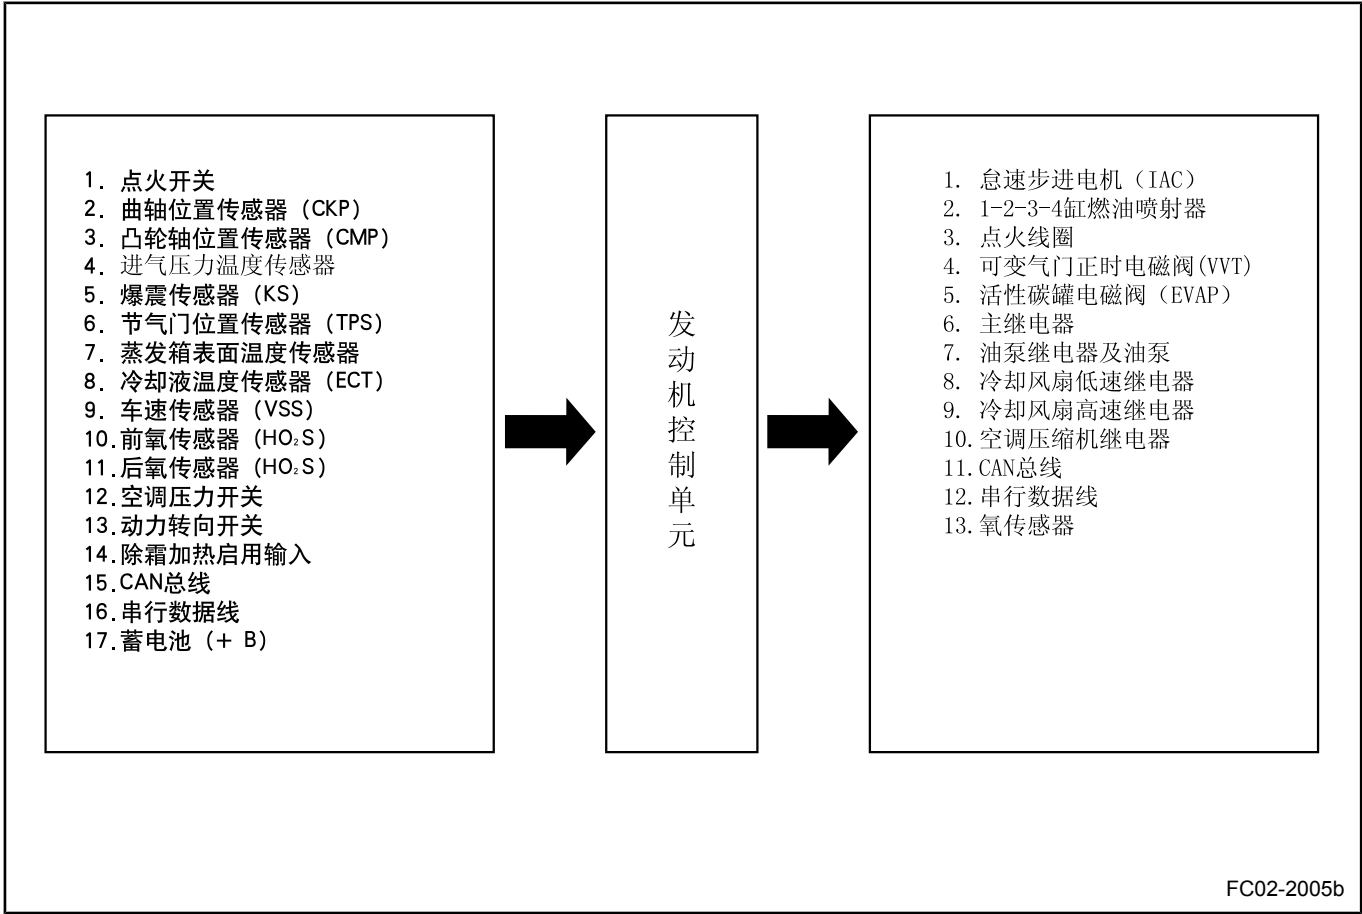 1. 点火开关
2. 曲轴位置传感器 (CKP)
3. 凸轮轴位置传感器 (CMP)
4. 进气压力温度传感器
5. 爆震传感器 (KS)
6. 节气门位置传感器 (TPS)
7. 蒸发箱表面温度传感器
8. 冷却液温度传感器 (ECT)
9. 车速传感器 (VSS)
10.前氧传感器 (HO₂S)
11.后氧传感器 (HO₂S)
12.空调压力开关
13.动力转向开关
14.除霜加热启用输入
15.CAN总线
16.串行数据线
17.蓄电池 (+ B)
发
动
机
控
制
单
元
1. 怠速步进电机（IAC）
2. 1-2-3-4缸燃油喷射器
3. 点火线圈
4. 可变气门正时电磁阀(VVT)
5. 活性碳罐电磁阀（EVAP）
6. 主继电器
7. 油泵继电器及油泵
8. 冷却风扇低速继电器
9. 冷却风扇高速继电器
10.空调压缩机继电器
11.CAN总线
12.串行数据线
13.氧传感器
FC02-2005b